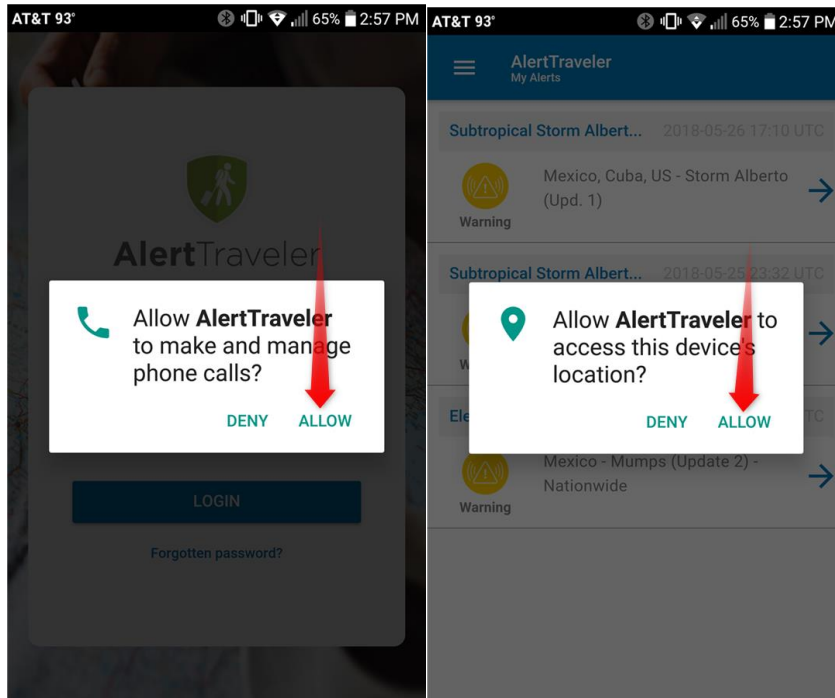 AT&T 93°
65% 2:57 PM
AlertTraveler
Allow AlertTraveler
to make and manage
phone calls?
DENY ALLOW
LOGIN
Forgotten password?
AT&T 93°
65% 2:57 PM
AlertTraveler
My Alerts
Subtropical Storm Albert... 2018-05-26 17:10 UTC
Mexico, Cuba, US - Storm Alberto
(Upd. 1)
Warning
Subtropical Storm Albert... 2018-05-25 23:32 UTC
Allow AlertTraveler to
access this device's
location?
DENY ALLOW
Mexico - Mumps (Update 2) -
Nationwide
Warning